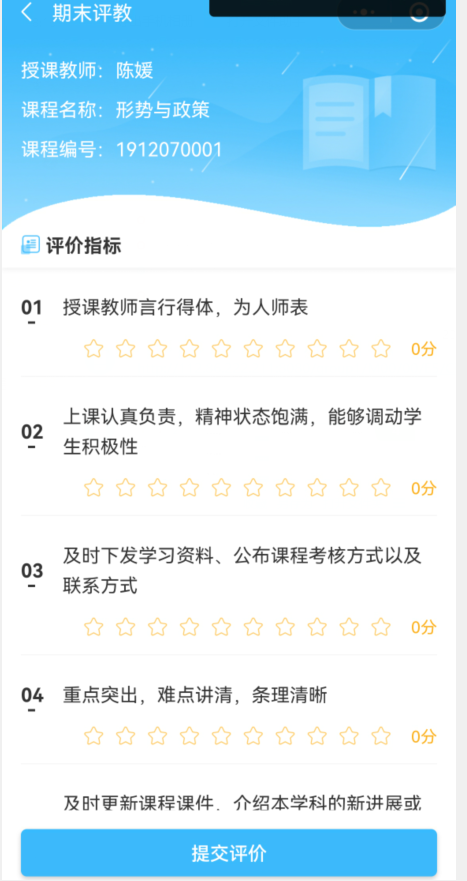 期末评教
授课教师：陈媛
课程名称：形势与政策
课程编号：1912070001
评价指标
01 授课教师言行得体，为人师表
0分
02 上课认真负责，精神状态饱满，能够调动学
生积极性
0分
03 及时下发学习资料、公布课程考核方式以及
联系方式
0分
04 重点突出，难点讲清，条理清晰
0分
及时更新课程课件，介绍本学科的新进展或
提交评价